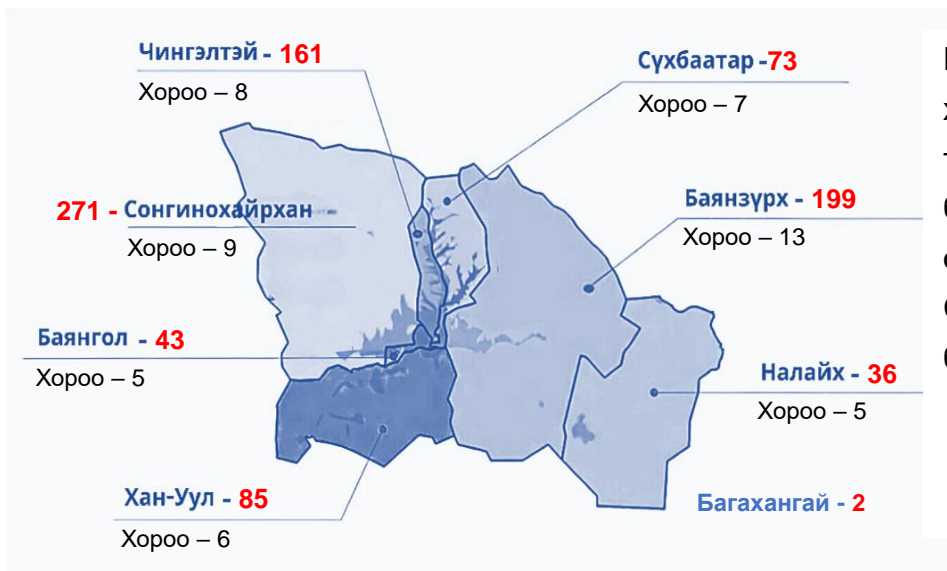 Чингэлтэй - 161
Хороо – 8
Сүхбаатар -73
Хороо – 7
271 - Сонгинохайрхан
Хороо – 9
Баянзүрх - 199
Хороо – 13
Баянгол - 43
Хороо – 5
Налайх - 36
Хороо – 5
Хан-Уул - 85
Хороо – 6
Багахангай - 2